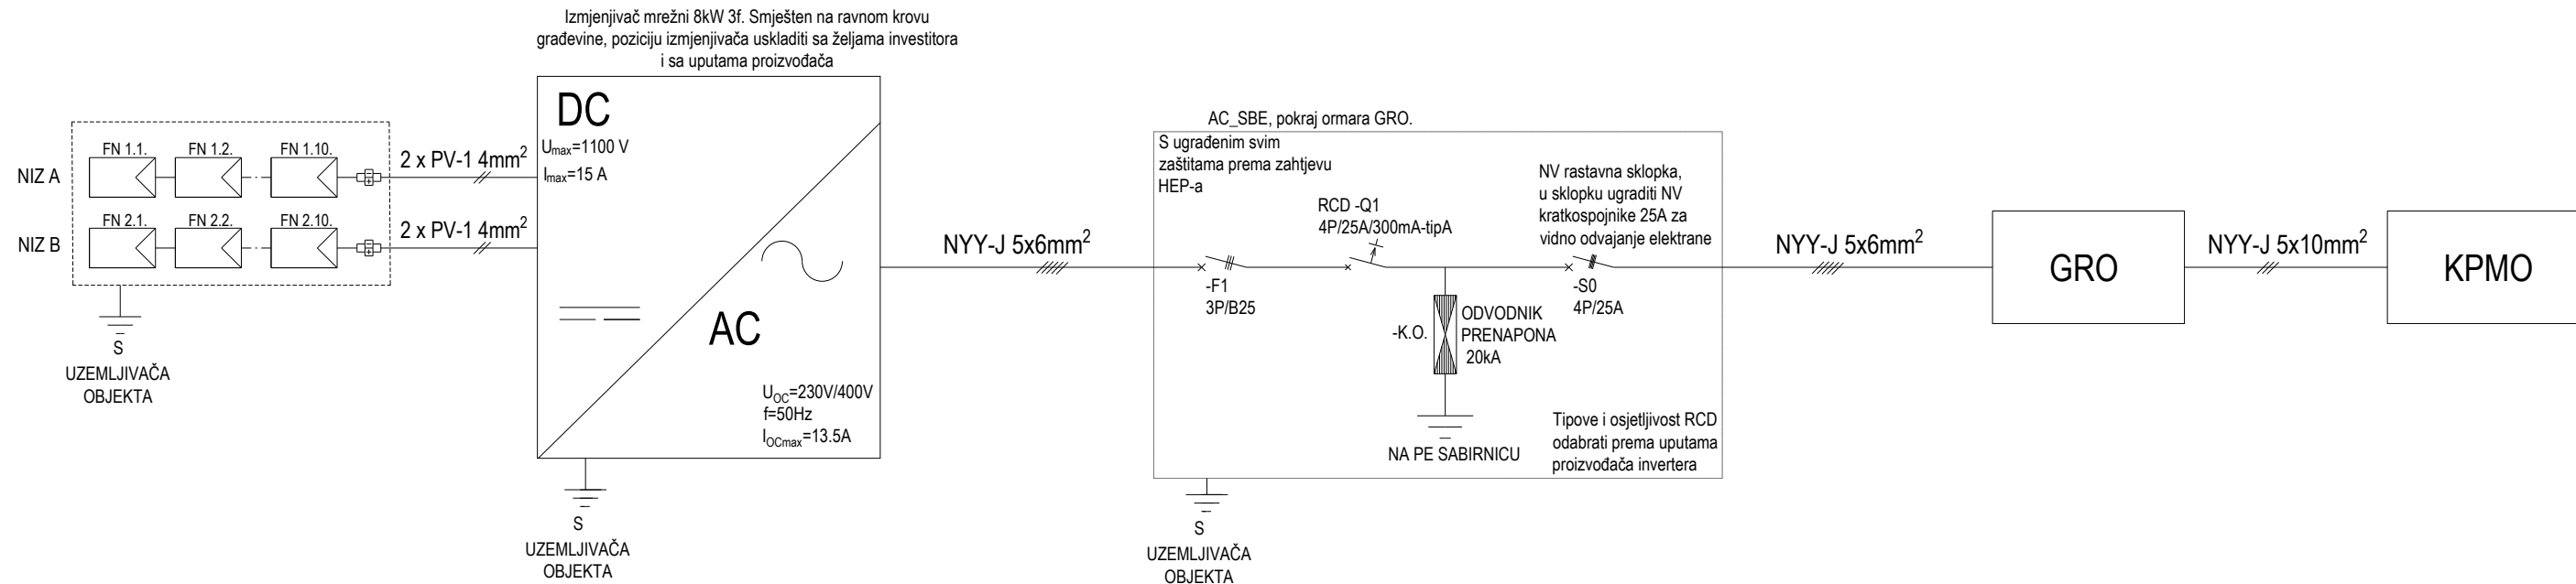 Izmjenjivač mrežni 8kW 3f. Smješten na ravnom krovu
građevine, poziciju izmjenjivača uskladiti sa željama investitora
i sa uputama proizvođača
NIZ A
FN 1.1.
FN 1.2.
FN 1.10.
2 x PV-1 4mm²
NIZ B
FN 2.1.
FN 2.2.
FN 2.10.
2 x PV-1 4mm²
S
UZEMLJIVAČA
OBJEKTA
DC
Umax=1100 V
Imax=15 A
AC
UOC=230V/400V
f=50Hz
IOCmax=13.5A
S
UZEMLJIVAČA
OBJEKTA
NYY-J 5x6mm²
AC_SBE, pokraj ormara GRO.
S ugrađenim svim
zaštitama prema zahtjevu
HEP-a
-F1
3P/B25
RCD -Q1
4P/25A/300mA-tipA
-K.O.
ODVODNIK
PRENAPONA
20kA
NA PE SABIRNICU
NV rastavna sklopka,
u sklopku ugraditi NV
kratkospojnike 25A za
vidno odvajanje elektrane
-S0
4P/25A
Tipove i osjetljivost RCD
odabrati prema uputama
proizvođača invertera
S
UZEMLJIVAČA
OBJEKTA
NYY-J 5x6mm²
GRO
NYY-J 5x10mm²
KPMO